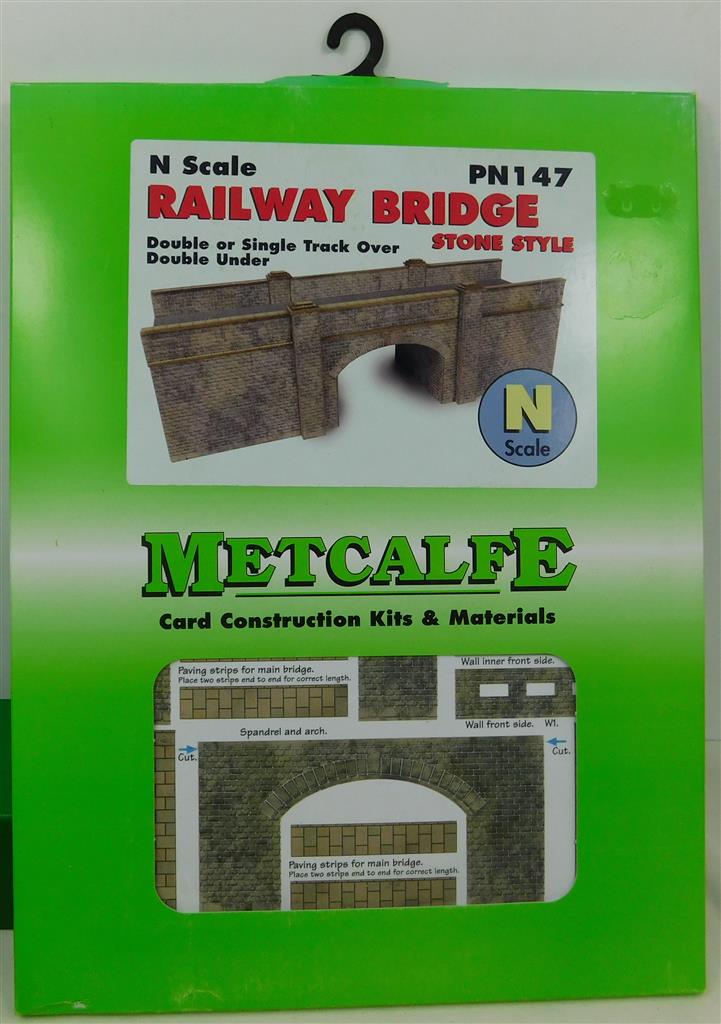 N Scale
PN147
RAILWAY BRIDGE
STONE STYLE
Double or Single Track Over
Double Under
N
Scale
METCALFE
Card Construction Kits & Materials
Paving strips for main bridge.
Place two strips end to end for correct length.
Wall inner front side.
Wall front side. W1.
Spandrel and arch.
Cut.
Cut.
Paving strips for main bridge.
Place two strips end to end for correct length.